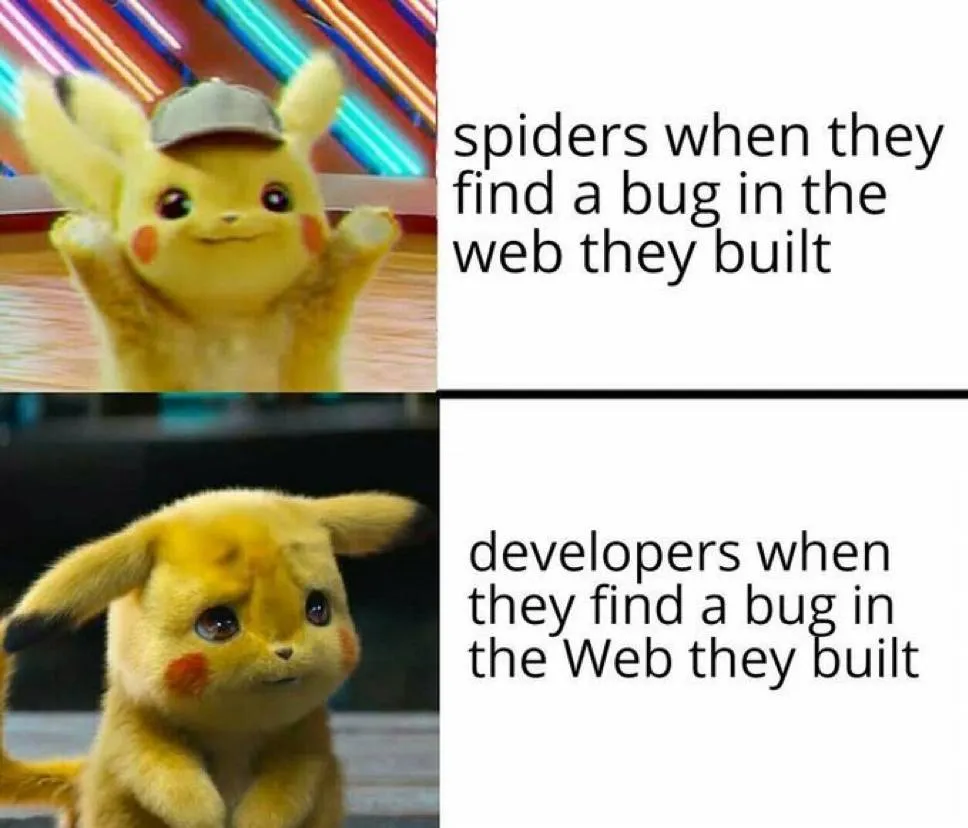 spiders when they
find a bug in the
web they built
developers when
they find a bug in
the Web they built